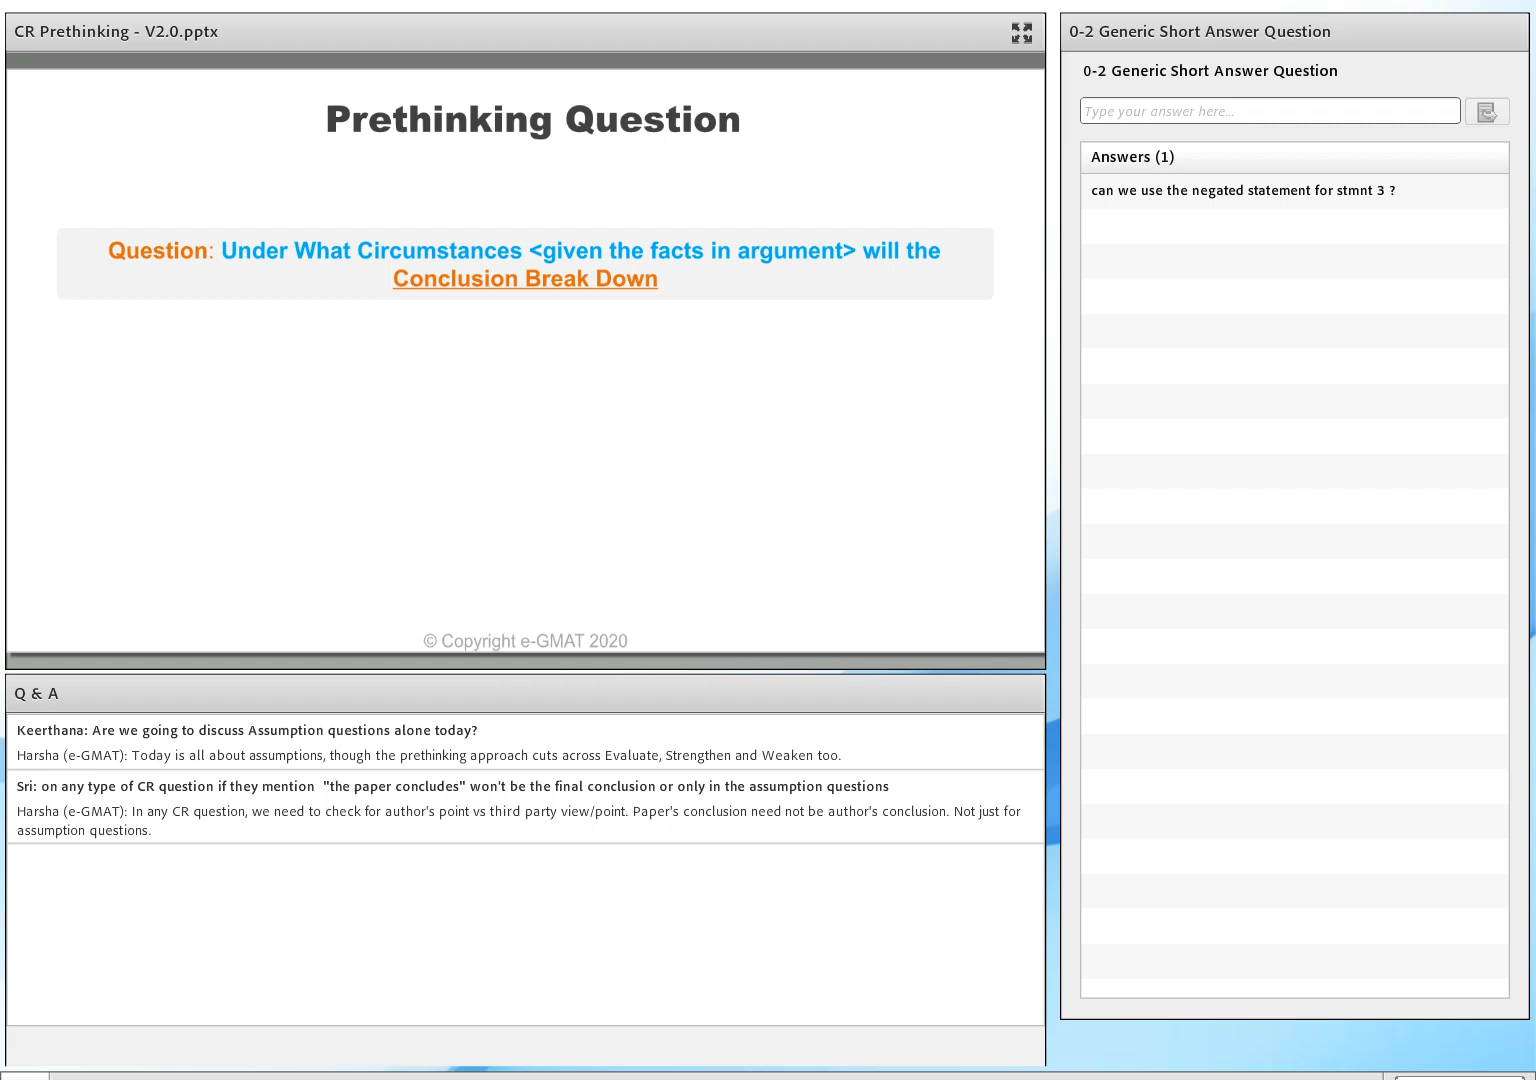 CR Prethinking - V2.0.pptx
Prethinking Question
Question: Under What Circumstances <given the facts in argument> will the
Conclusion Break Down
© Copyright e-GMAT 2020
Q & A
Keerthana: Are we going to discuss Assumption questions alone today?
Harsha (e-GMAT): Today is all about assumptions, though the prethinking approach cuts across Evaluate, Strengthen and Weaken too.
Sri: on any type of CR question if they mention  "the paper concludes" won't be the final conclusion or only in the assumption questions
Harsha (e-GMAT): In any CR question, we need to check for author's point vs third party view/point. Paper's conclusion need not be author's conclusion. Not just for
assumption questions.
0-2 Generic Short Answer Question
0-2 Generic Short Answer Question
Type your answer here...
Answers (1)
can we use the negated statement for stmnt 3 ?